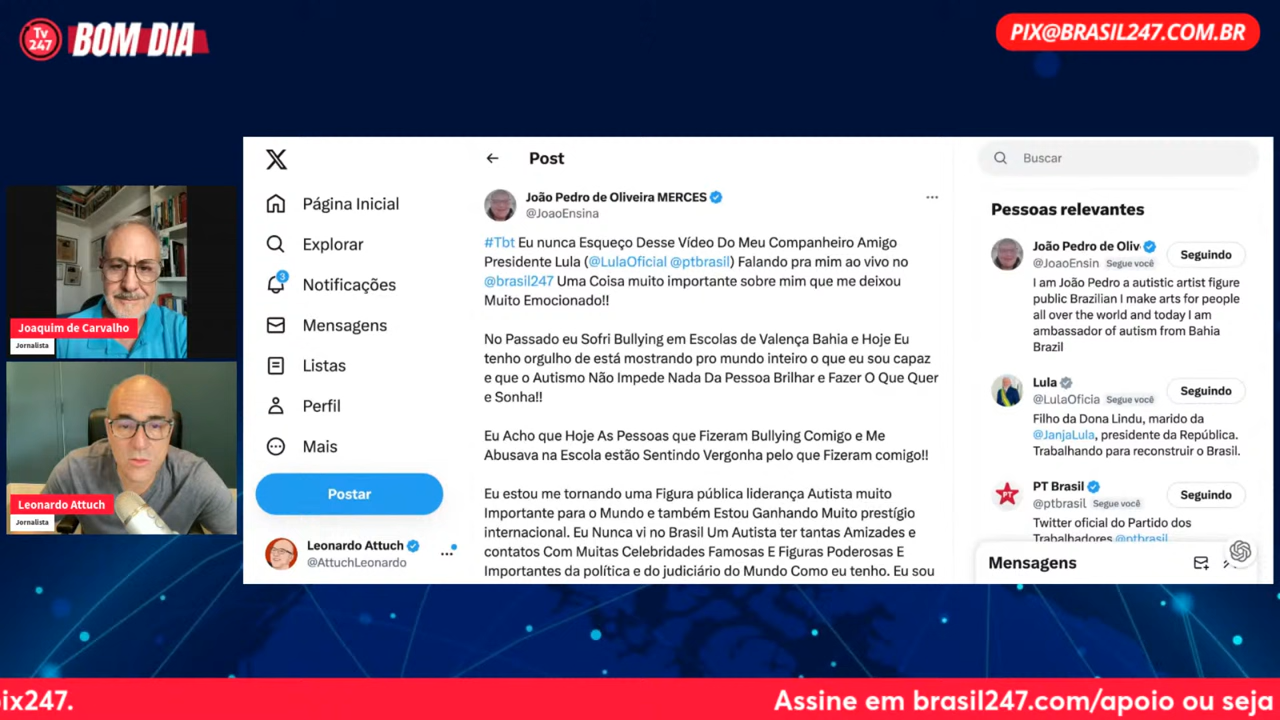 Tv
247
BOM DIA
PIX@BRASIL247.COM.BR
Joaquim de Carvalho
Jornalista
Leonardo Attuch
Jornalista
Página Inicial
Explorar
3
Notificações
Mensagens
Listas
Perfil
Mais
Postar
Leonardo Attuch
@AttuchLeonardo
Post
João Pedro de Oliveira MERCES
@JoaoEnsina
#Tbt Eu nunca Esqueço Desse Vídeo Do Meu Companheiro Amigo
Presidente Lula (@LulaOficial @ptbrasil) Falando pra mim ao vivo no
@brasil247 Uma Coisa muito importante sobre mim que me deixou
Muito Emocionado!!
No Passado eu Sofri Bullying em Escolas de Valença Bahia e Hoje Eu
tenho orgulho de está mostrando pro mundo inteiro o que eu sou capaz
e que o Autismo Não Impede Nada Da Pessoa Brilhar e Fazer O Que Quer
e Sonha!!
Eu Acho que Hoje As Pessoas que Fizeram Bullying Comigo e Me
Abusava na Escola estão Sentindo Vergonha pelo que Fizeram comigo!!
Eu estou me tornando uma Figura pública liderança Autista muito
Importante para o Mundo e também Estou Ganhando Muito prestígio
internacional. Eu Nunca vi no Brasil Um Autista ter tantas Amizades e
contatos Com Muitas Celebridades Famosas E Figuras Poderosas E
Importantes da política e do judiciário do Mundo Como eu tenho. Eu sou
Buscar
Pessoas relevantes
João Pedro de Oliv
@JoaoEnsin Segue você
Seguindo
I am João Pedro a autistic artist figure
public Brazilian I make arts for people
all over the world and today I am
ambassador of autism from Bahia
Brazil
Lula
@LulaOficia Segue você
Seguindo
Filho da Dona Lindu, marido da
@JanjaLula, presidente da República.
Trabalhando para reconstruir o Brasil.
PT Brasil
@ptbrasil Segue você
Seguindo
Twitter oficial do Partido dos
Trabalhadores @ptbrasil
Mensagens
pix247.
Assine em brasil247.com/apoio ou seja